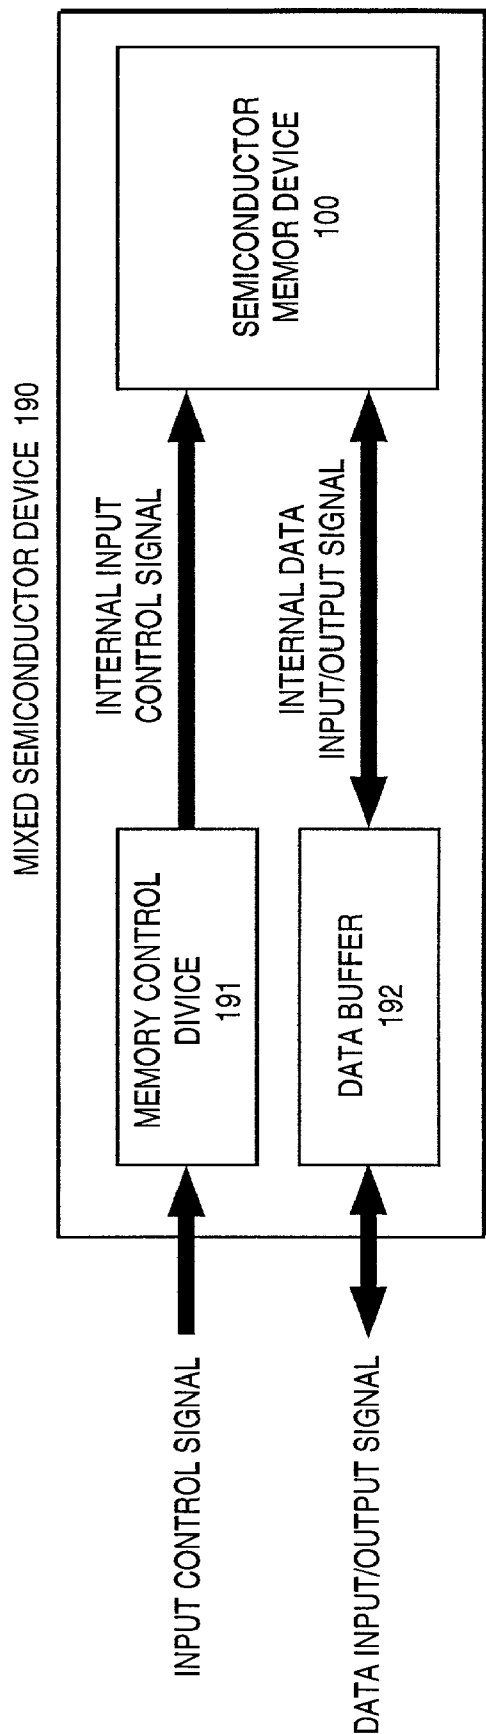 MIXED SEMICONDUCTOR DEVICE 190
INPUT CONTROL SIGNAL
MEMORY CONTROL
DIVICE
191
INTERNAL INPUT
CONTROL SIGNAL
SEMICONDUCTOR
MEMOR DEVICE
100
DATA INPUT/OUTPUT SIGNAL
DATA BUFFER
192
INTERNAL DATA
INPUT/OUTPUT SIGNAL